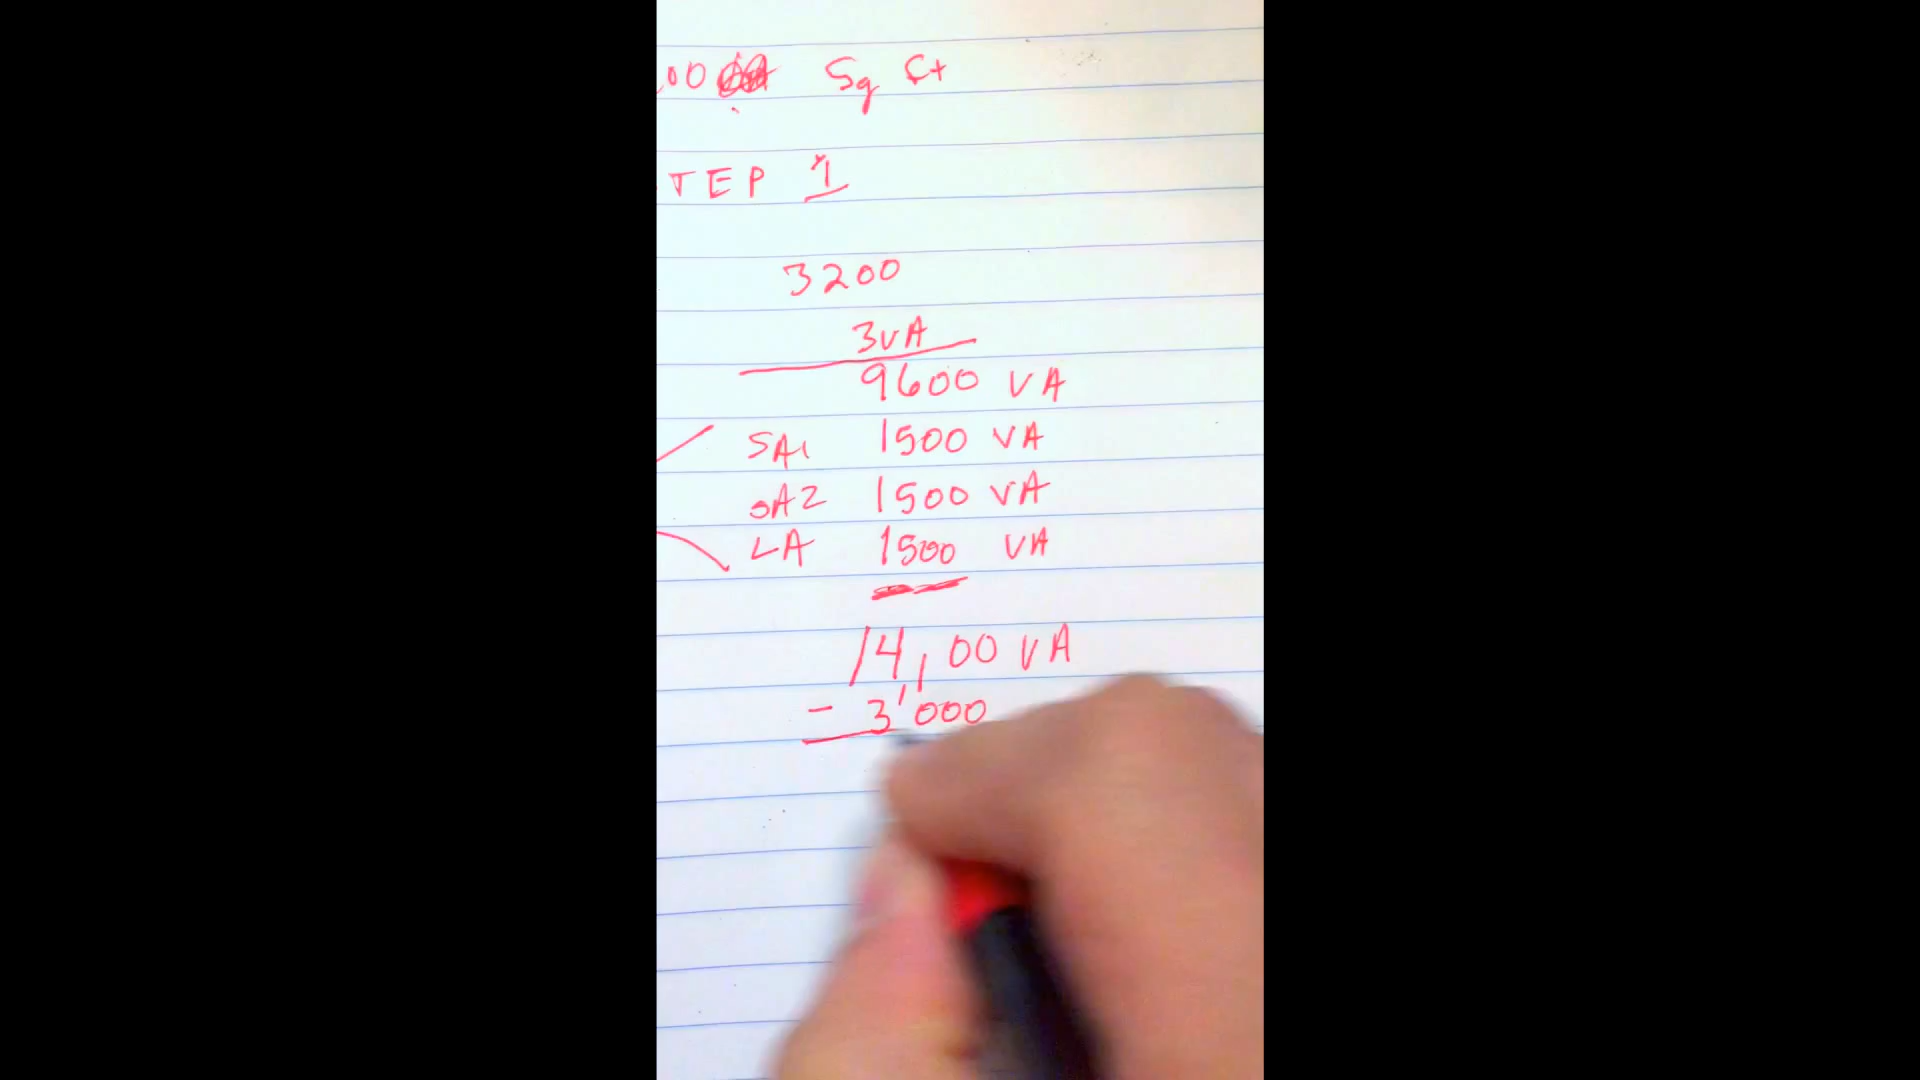 00 Sq Ft
TEP 1
3200
3VA
9600 VA
SA1 1500 VA
SA2 1500 VA
LA 1500 VA
14,100 VA
- 3,000